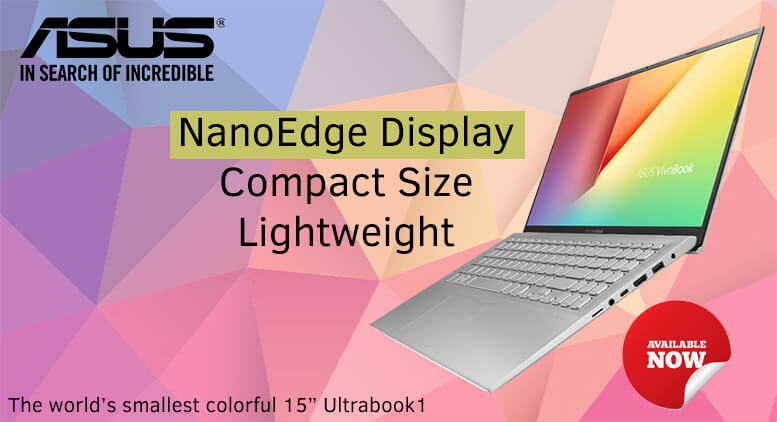 ASUS®
IN SEARCH OF INCREDIBLE
NanoEdge Display
Compact Size
Lightweight
ASUS VivoBook
AVAILABLE
NOW
The world’s smallest colorful 15” Ultrabook1